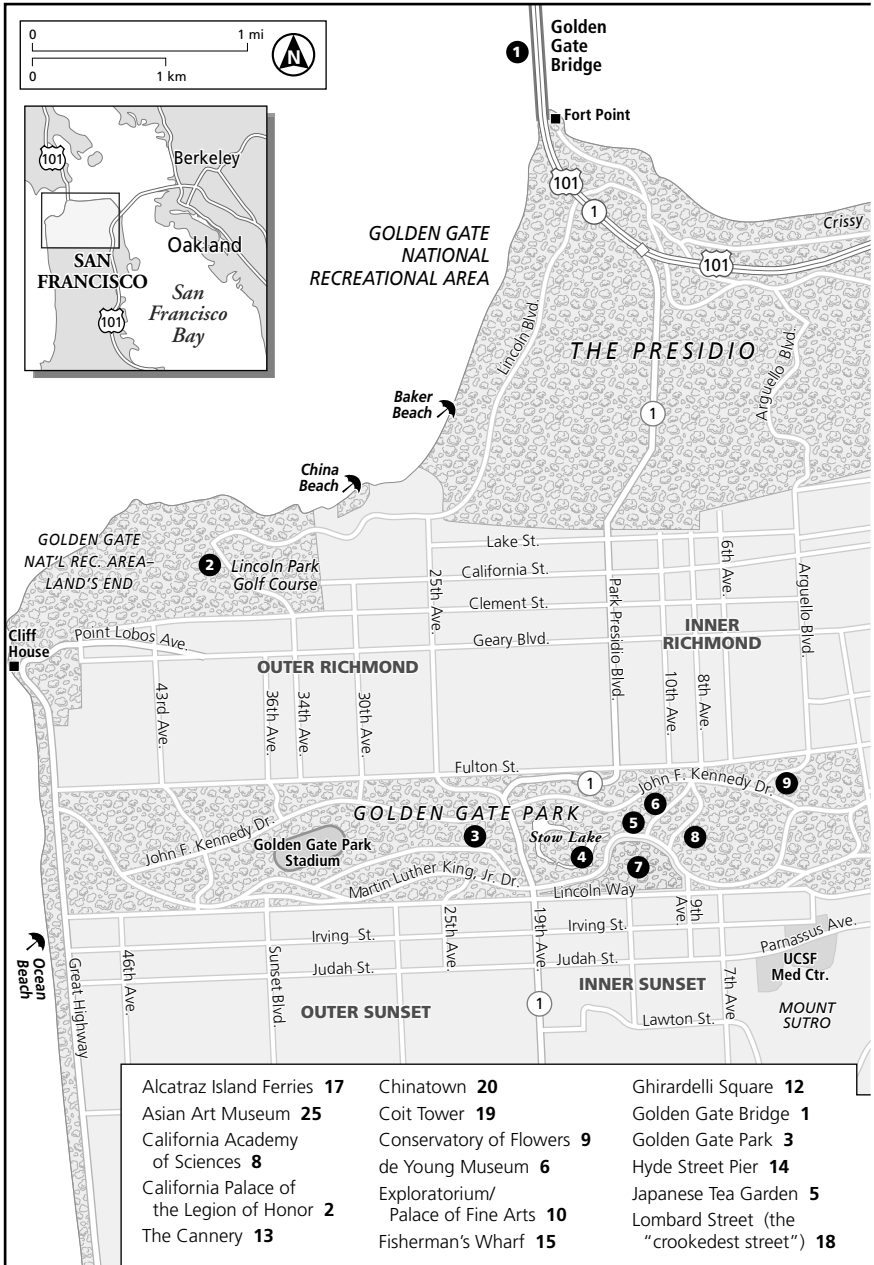 0 1 mi
0 1 km
N
1
Golden
Gate
Bridge
Fort Point
101
Berkeley
Oakland
SAN
FRANCISCO
San
Francisco
Bay
101
101
1
Crissy
GOLDEN GATE
NATIONAL
RECREATIONAL AREA
101
Lincoln Blvd.
THE PRESIDIO
Arguello Blvd.
Baker
Beach
1
China
Beach
GOLDEN GATE
NAT'L REC. AREA–
LAND'S END
2
Lincoln Park
Golf Course
Lake St.
California St.
Clement St.
Geary Blvd.
25th Ave.
Park Presidio Blvd.
6th Ave.
Arguello Blvd.
Cliff
House
Point Lobos Ave.
OUTER RICHMOND
INNER
RICHMOND
43rd Ave.
36th Ave.
34th Ave.
30th Ave.
10th Ave.
8th Ave.
Fulton St.
1
John F. Kennedy Dr.
9
GOLDEN GATE PARK
6
5
3
Stow Lake
4
8
7
John F. Kennedy Dr.
Golden Gate Park
Stadium
Martin Luther King, Jr. Dr.
Lincoln Way
Ocean
Beach
Great Highway
46th Ave.
Irving St.
Judah St.
Sunset Blvd.
25th Ave.
19th Ave.
Irving St.
Judah St.
9th
Ave.
7th Ave.
Parnassus Ave.
UCSF
Med Ctr.
OUTER SUNSET
INNER SUNSET
MOUNT
SUTRO
1
Lawton St.
Alcatraz Island Ferries 17
Asian Art Museum 25
California Academy
of Sciences 8
California Palace of
the Legion of Honor 2
The Cannery 13
Chinatown 20
Coit Tower 19
Conservatory of Flowers 9
de Young Museum 6
Exploratorium/
Palace of Fine Arts 10
Fisherman's Wharf 15
Ghirardelli Square 12
Golden Gate Bridge 1
Golden Gate Park 3
Hyde Street Pier 14
Japanese Tea Garden 5
Lombard Street (the
"crookedest street") 18